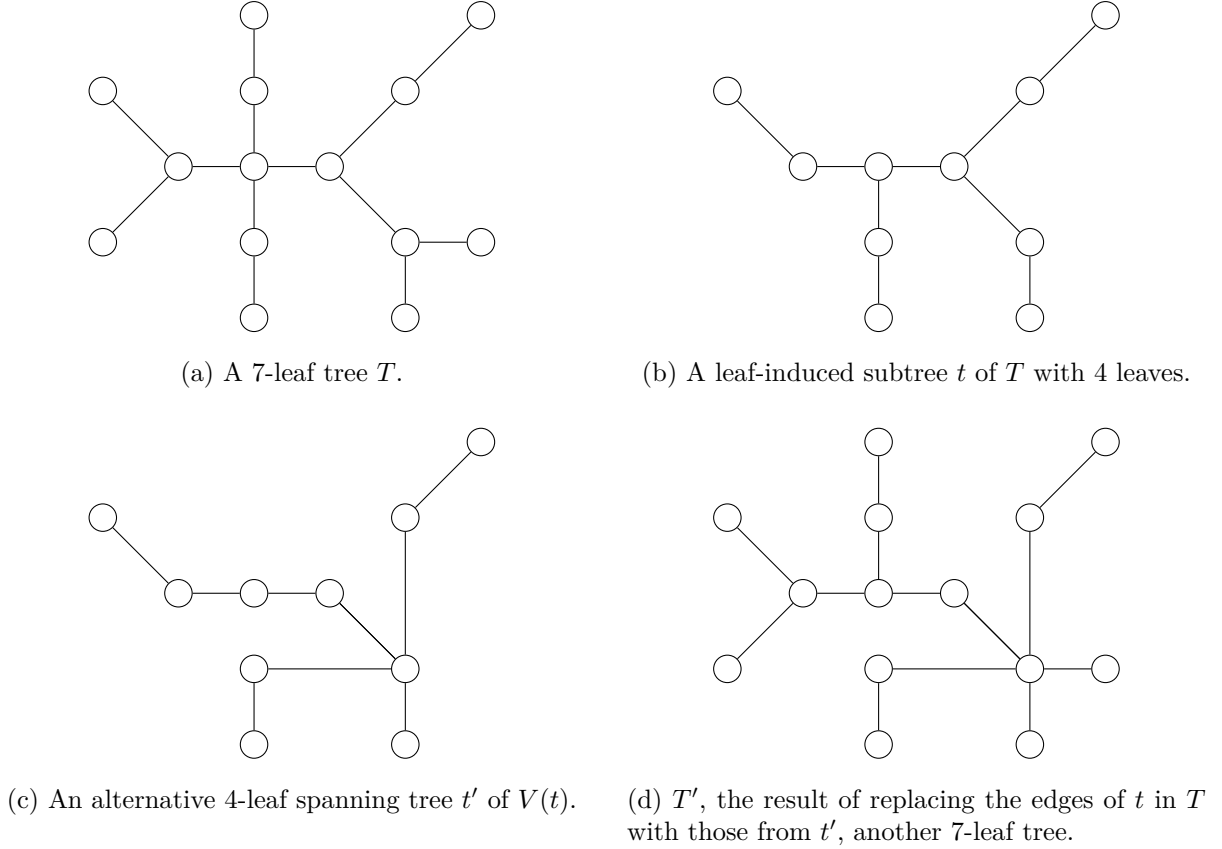 (a) A 7-leaf tree T.
(b) A leaf-induced subtree t of T with 4 leaves.
(c) An alternative 4-leaf spanning tree t′ of V(t).
(d) T′, the result of replacing the edges of t in T
with those from t′, another 7-leaf tree.